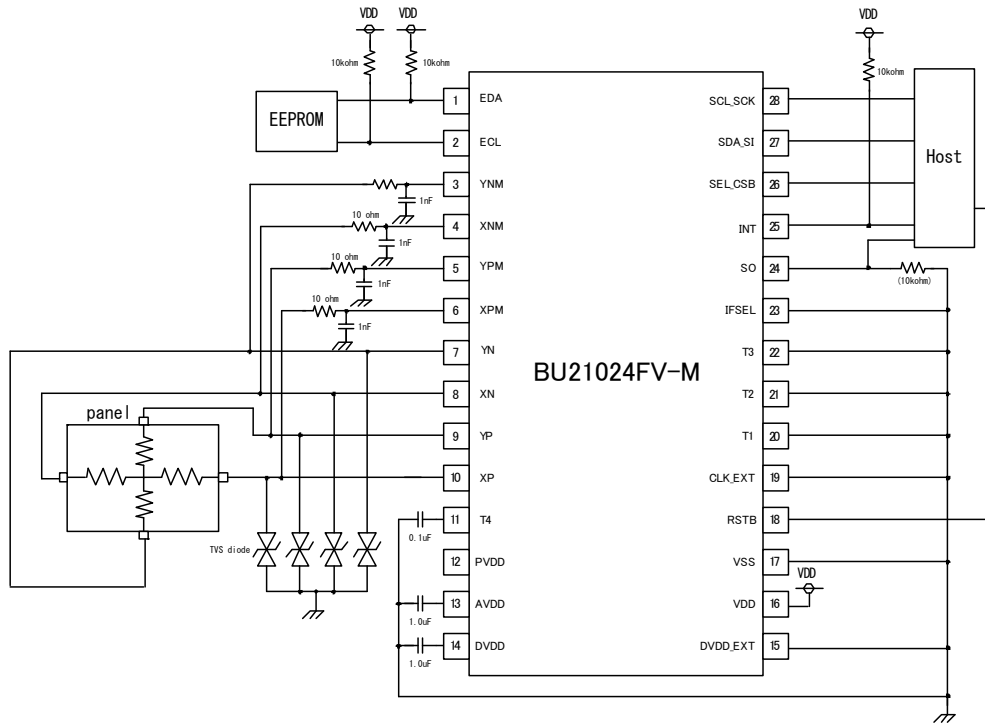 VDD VDD VDD
10kohm 10kohm 10kohm
EEPROM
Host
1 EDA SCL_SCK 28
2 ECL SDA_SI 27
3 YNM SEL_CSB 26
1nF
10 ohm
4 XNM INT 25
1nF
10 ohm
5 YPM SO 24
1nF (10kohm)
10 ohm
6 XPM IFSEL 23
1nF
7 YN T3 22
BU21024FV-M
8 XN T2 21
panel
9 YP T1 20
10 XP CLK_EXT 19
11 T4 RSTB 18
0.1uF
TVS diode
12 PVDD VSS 17
VDD
13 AVDD VDD 16
1.0uF
14 DVDD DVDD_EXT 15
1.0uF